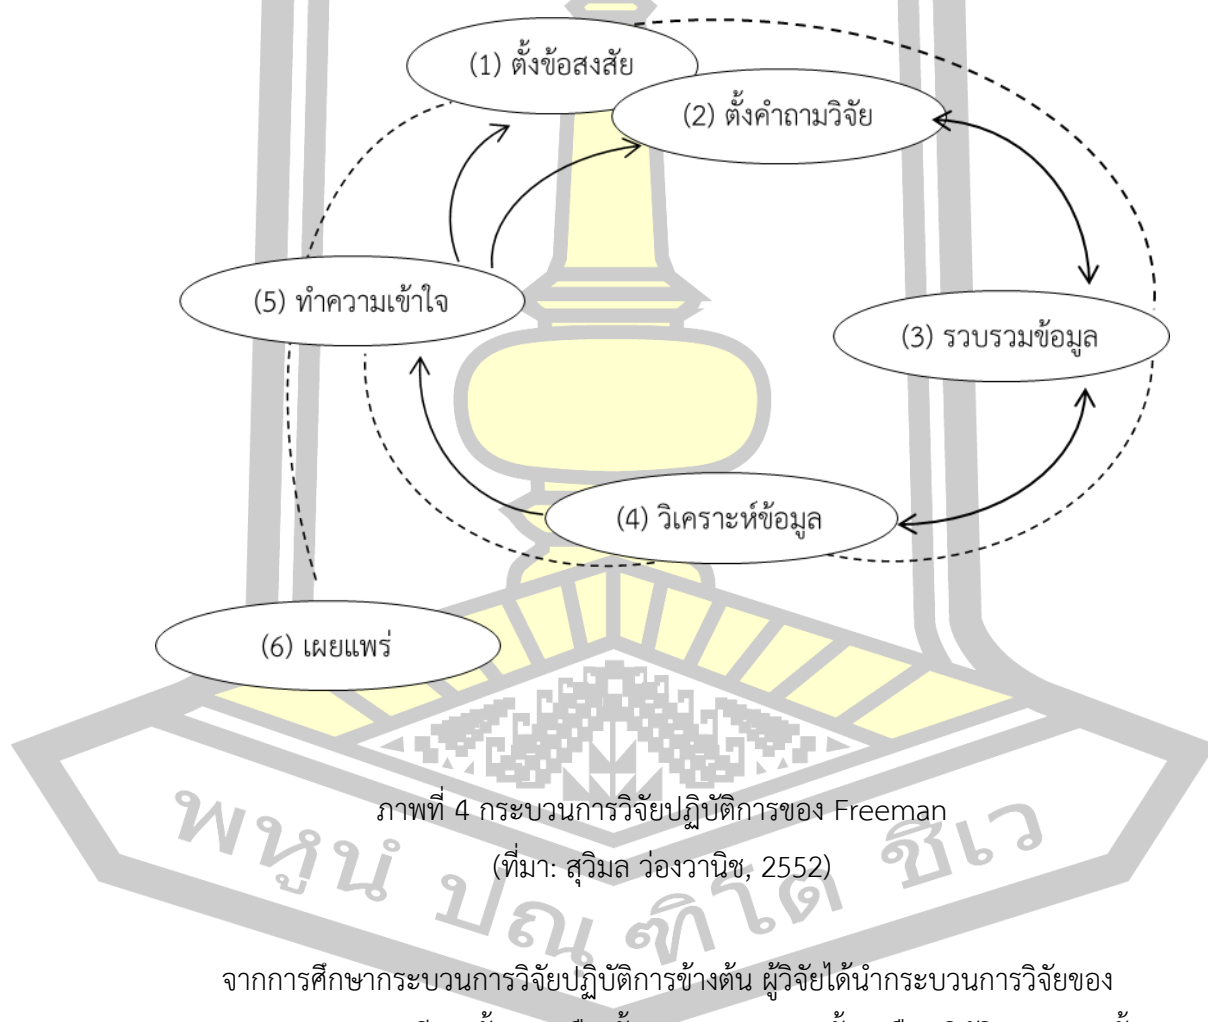 (1) ตั้งข้อสงสัย
(2) ตั้งคำถามวิจัย
(3) รวบรวมข้อมูล
(4) วิเคราะห์ข้อมูล
(5) ทำความเข้าใจ
(6) เผยแพร่
ภาพที่ 4 กระบวนการวิจัยปฏิบัติการของ Freeman
(ที่มา: สุวิมล ว่องวาณิช, 2552)
พหูนํ ปณฺฑิโต ชีเว
จากการศึกษากระบวนการวิจัยปฏิบัติการข้างต้น ผู้วิจัยได้นำกระบวนการวิจัยของ